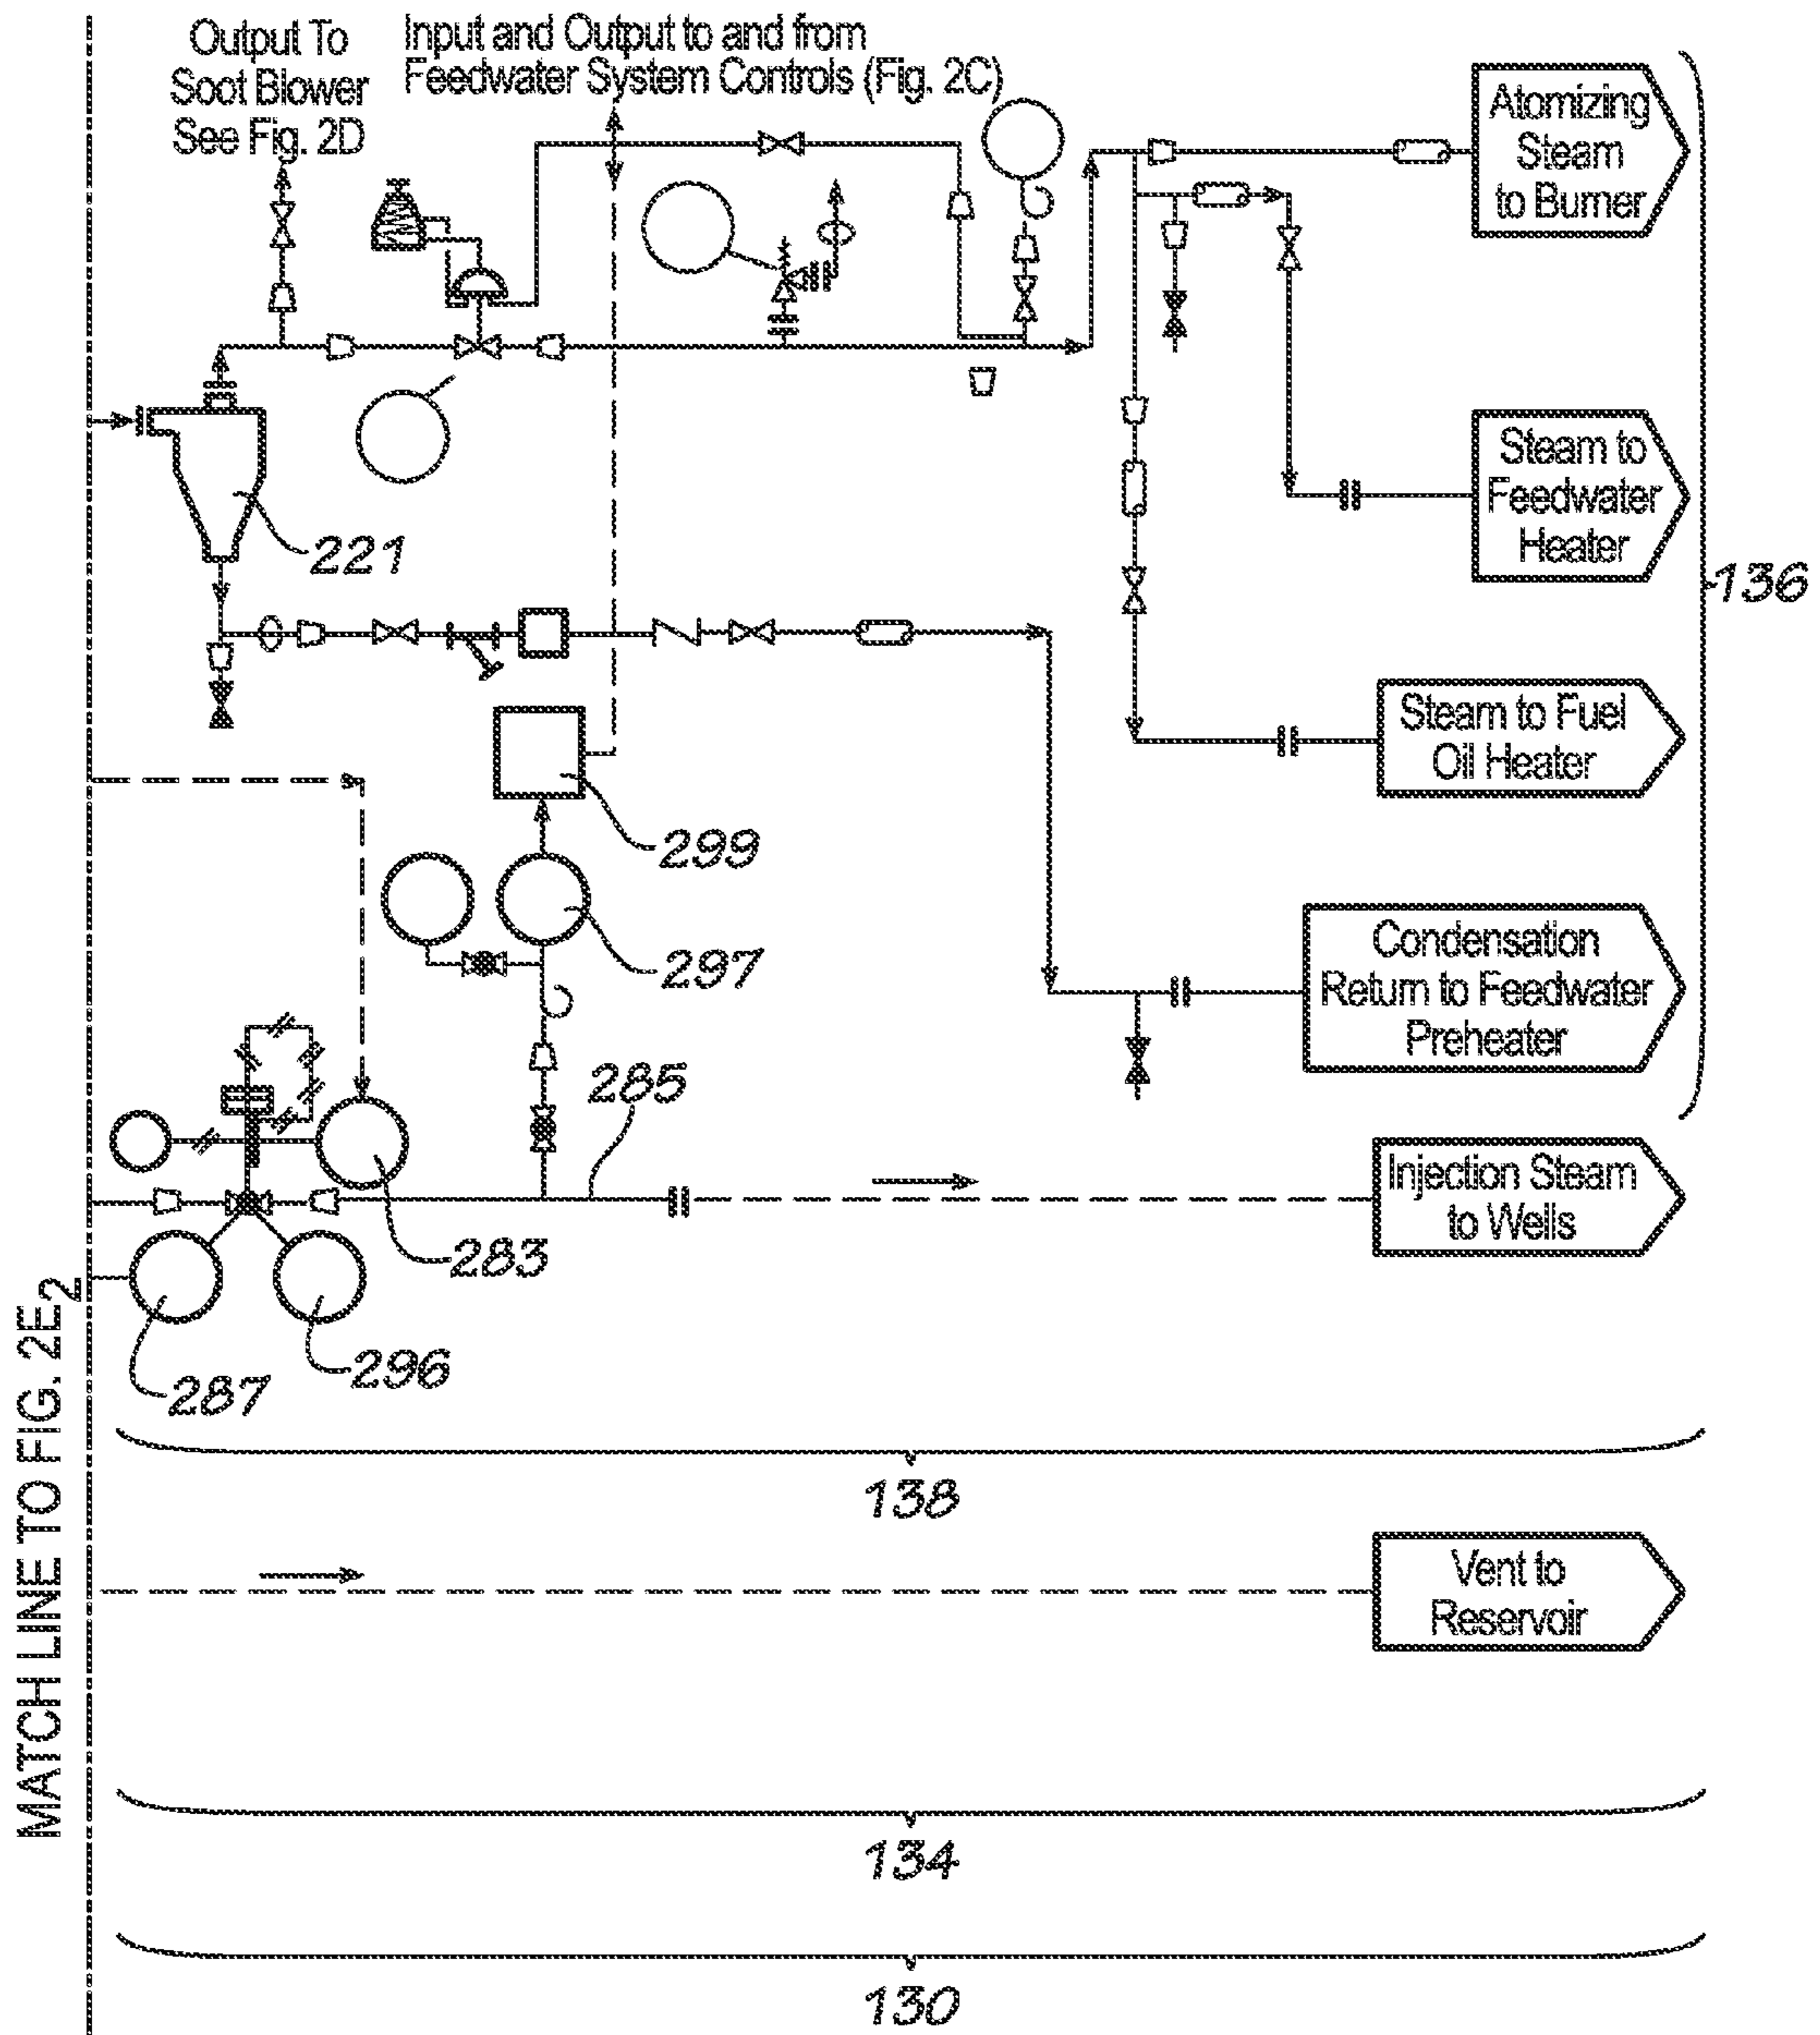 Output To
Soot Blower
See Fig. 2D
Input and Output to and from
Feedwater System Controls (Fig. 2C)
Atomizing
Steam
to Burner
Steam to
Feedwater
Heater
221
136
Steam to Fuel
Oil Heater
299
297
Condensation
Return to Feedwater
Preheater
285
Injection Steam
to Wells
283
296
287
MATCH LINE TO FIG. 2E2
138
Vent to
Reservoir
134
130